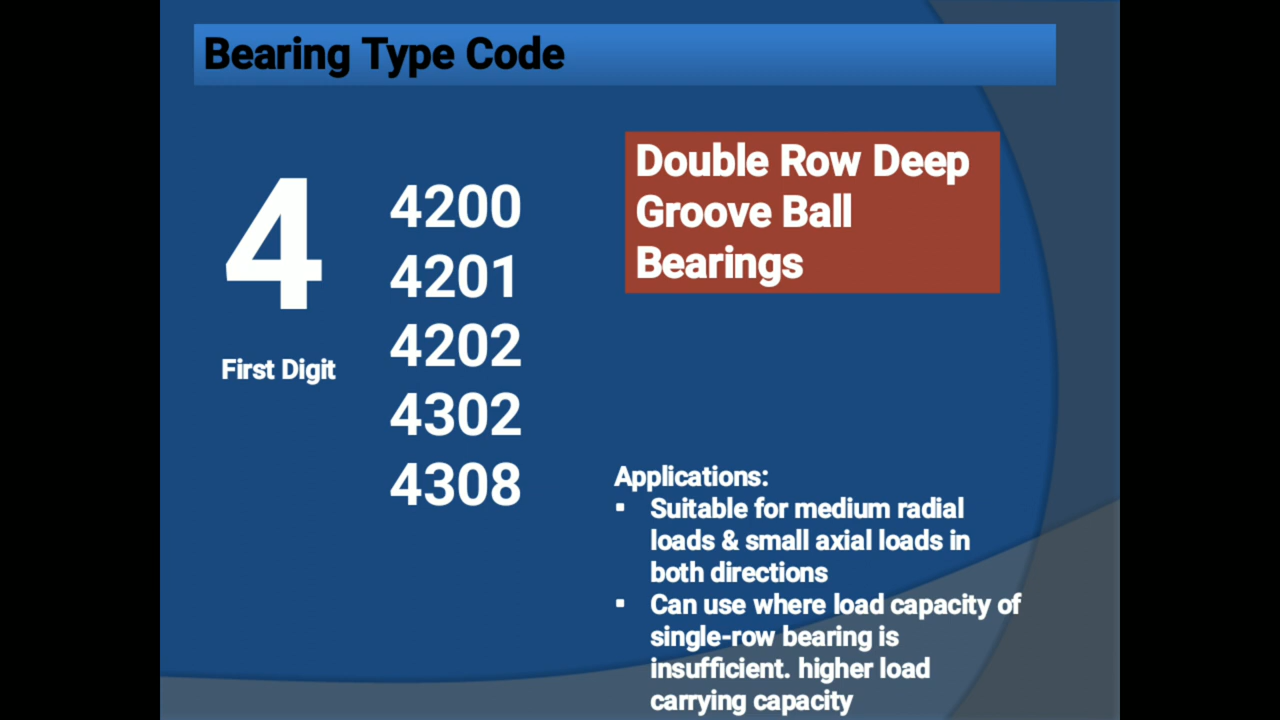 Bearing Type Code
4
First Digit
4200
4201
4202
4302
4308
Double Row Deep
Groove Ball
Bearings
Applications:
▪ Suitable for medium radial
loads & small axial loads in
both directions
▪ Can use where load capacity of
single-row bearing is
insufficient. higher load
carrying capacity